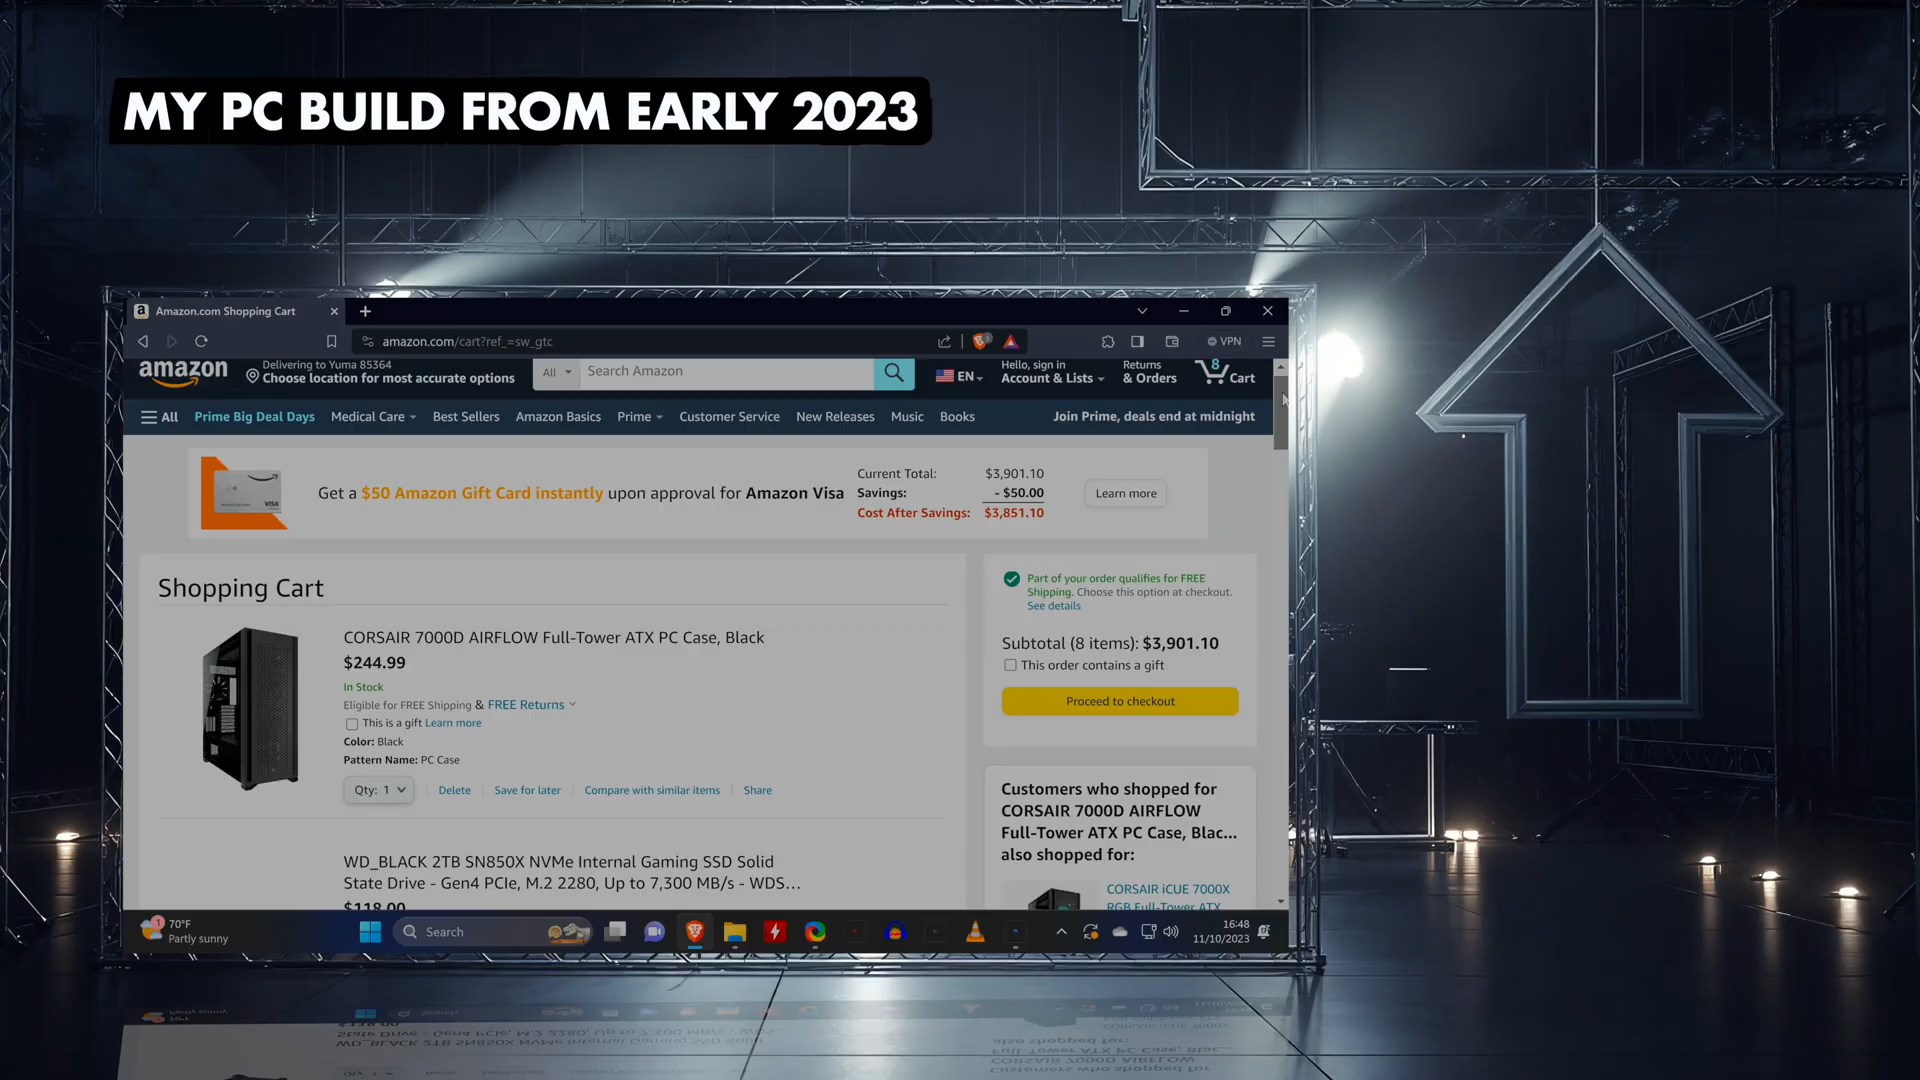 MY PC BUILD FROM EARLY 2023
Amazon.com Shopping Cart
amazon.com/cart?ref_=sw_gtc
VPN
amazon
Delivering to Yuma 85364
Choose location for most accurate options
All
Search Amazon
EN
Hello, sign in
Account & Lists
Returns
& Orders
8
Cart
All
Prime Big Deal Days
Medical Care
Best Sellers
Amazon Basics
Prime
Customer Service
New Releases
Music
Books
Join Prime, deals end at midnight
VISA
Get a $50 Amazon Gift Card instantly upon approval for Amazon Visa
Current Total: $3,901.10
Savings: - $50.00
Cost After Savings: $3,851.10
Learn more
Shopping Cart
CORSAIR 7000D AIRFLOW Full-Tower ATX PC Case, Black
$244.99
In Stock
Eligible for FREE Shipping & FREE Returns
This is a gift Learn more
Color: Black
Pattern Name: PC Case
Qty: 1
Delete
Save for later
Compare with similar items
Share
WD_BLACK 2TB SN850X NVMe Internal Gaming SSD Solid
State Drive - Gen4 PCIe, M.2 2280, Up to 7,300 MB/s - WDS...
$118.00
Part of your order qualifies for FREE
Shipping. Choose this option at checkout.
See details
Subtotal (8 items): $3,901.10
This order contains a gift
Proceed to checkout
Customers who shopped for
CORSAIR 7000D AIRFLOW
Full-Tower ATX PC Case, Blac...
also shopped for:
CORSAIR iCUE 7000X
RGB Full-Tower ATX
1
70°F
Partly sunny
Search
16:48
11/10/2023